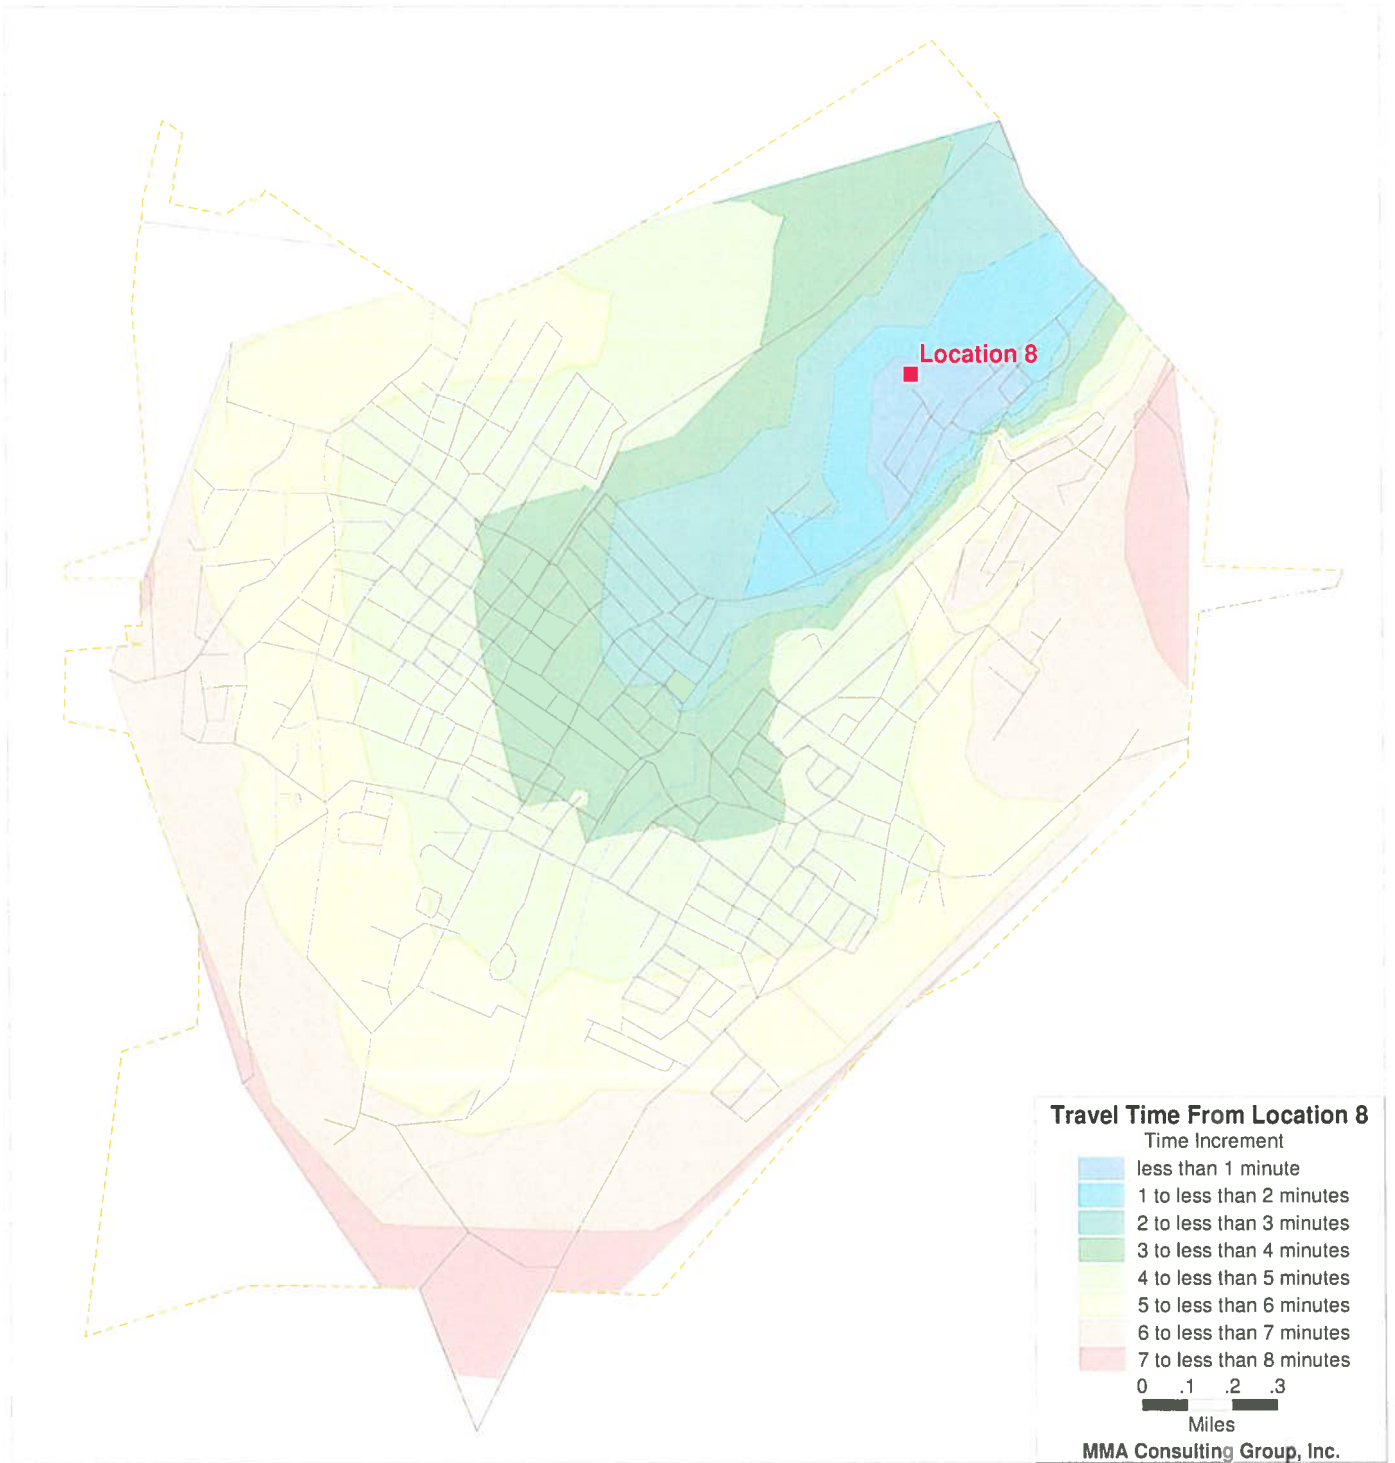 Location 8
Travel Time From Location 8
Time Increment
less than 1 minute
1 to less than 2 minutes
2 to less than 3 minutes
3 to less than 4 minutes
4 to less than 5 minutes
5 to less than 6 minutes
6 to less than 7 minutes
7 to less than 8 minutes
0 .1 .2 .3
Miles
MMA Consulting Group, Inc.